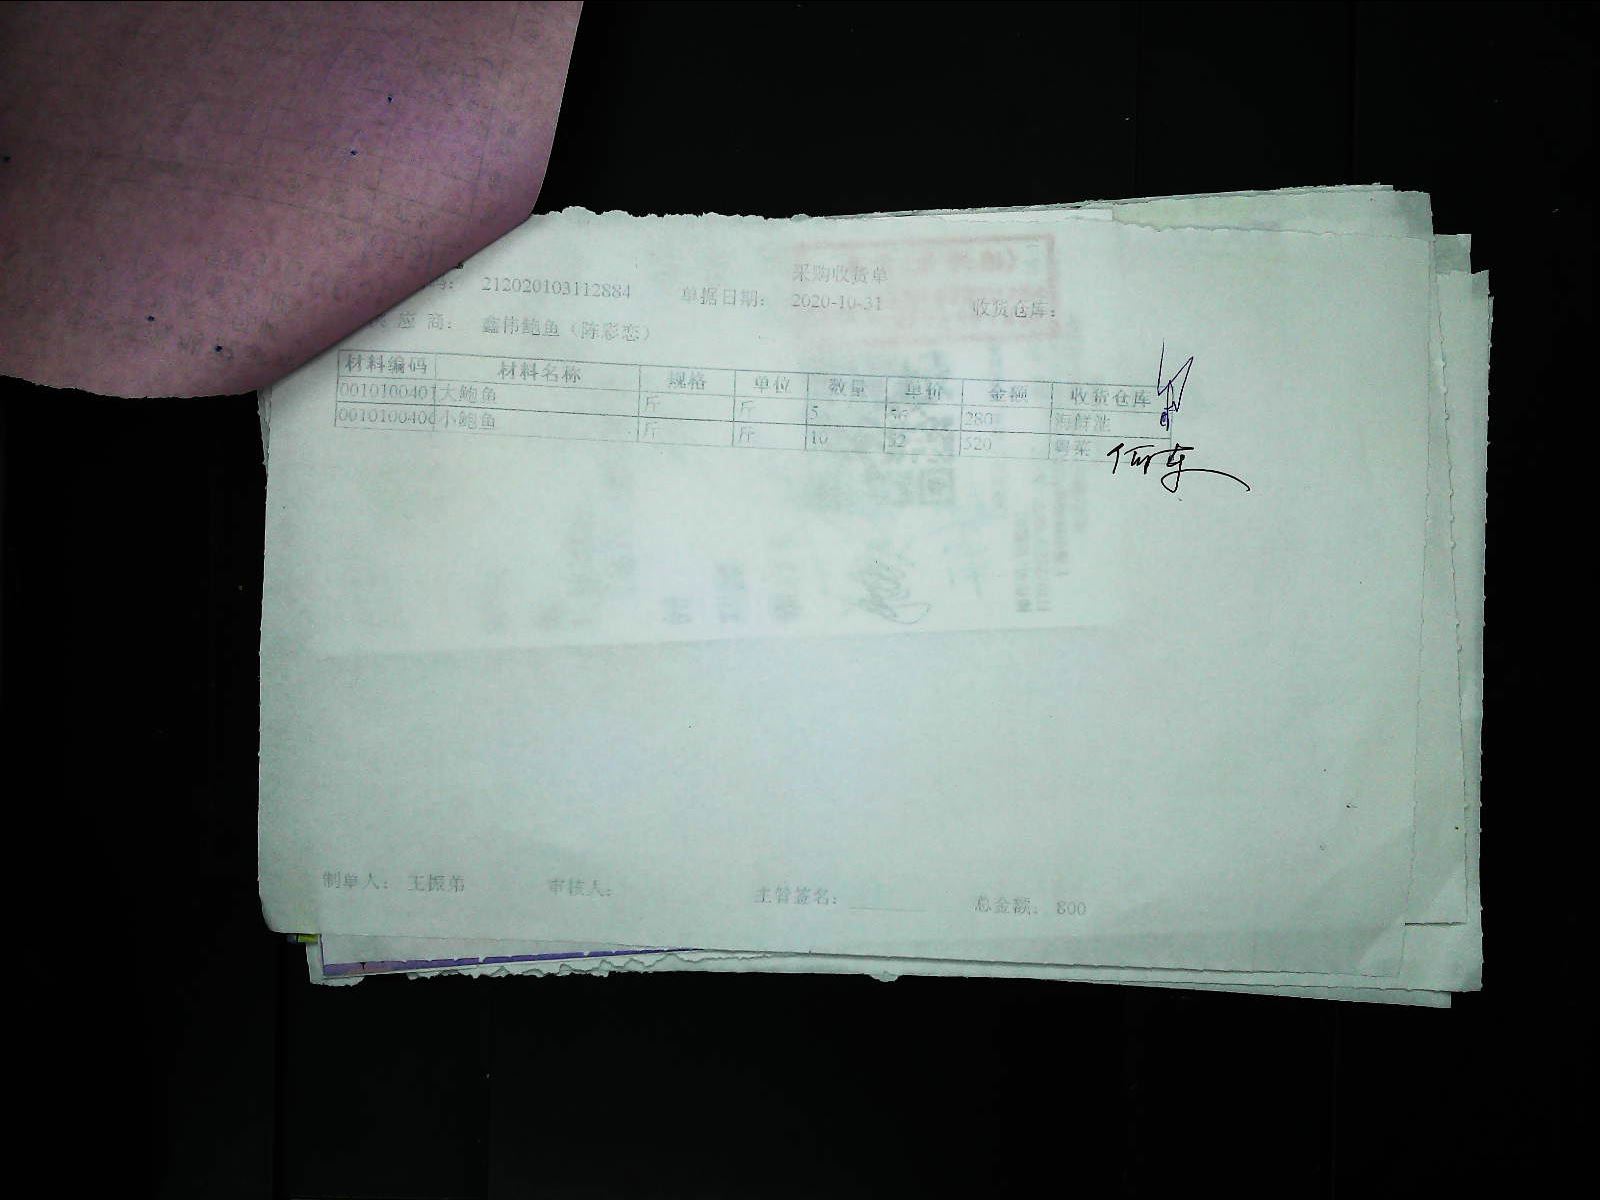 采购收货单
212020103112884 单据日期： 2020-10-31 收货仓库：
应 商： 鑫伟鲍鱼（陈彩恋）
材料编码 材料名称 规格 单位 数量 单价 金额 收货仓库
0010100401 大鲍鱼 斤 斤 5 280 海鲜池
001010040 小鲍鱼 斤 斤 10 52 520 粤菜
制单人： 王振弟 审核人： 主管签名： 总金额： 800